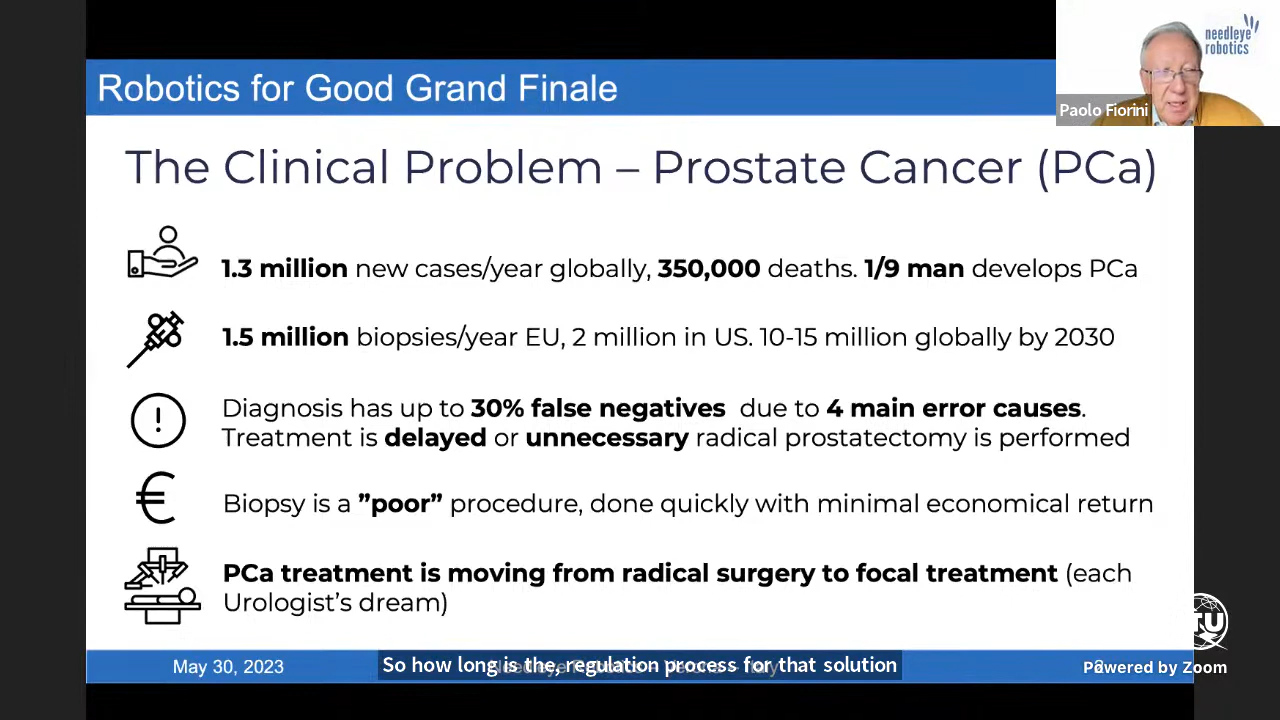 needleye
robotics
Paolo Fiorini
Robotics for Good Grand Finale
The Clinical Problem – Prostate Cancer (PCa)
1.3 million new cases/year globally, 350,000 deaths. 1/9 man develops PCa
1.5 million biopsies/year EU, 2 million in US. 10-15 million globally by 2030
Diagnosis has up to 30% false negatives due to 4 main error causes.
Treatment is delayed or unnecessary radical prostatectomy is performed
€
Biopsy is a ”poor” procedure, done quickly with minimal economical return
PCa treatment is moving from radical surgery to focal treatment (each
Urologist’s dream)
May 30, 2023
So how long is the, regulation process for that solution
Powered by Zoom